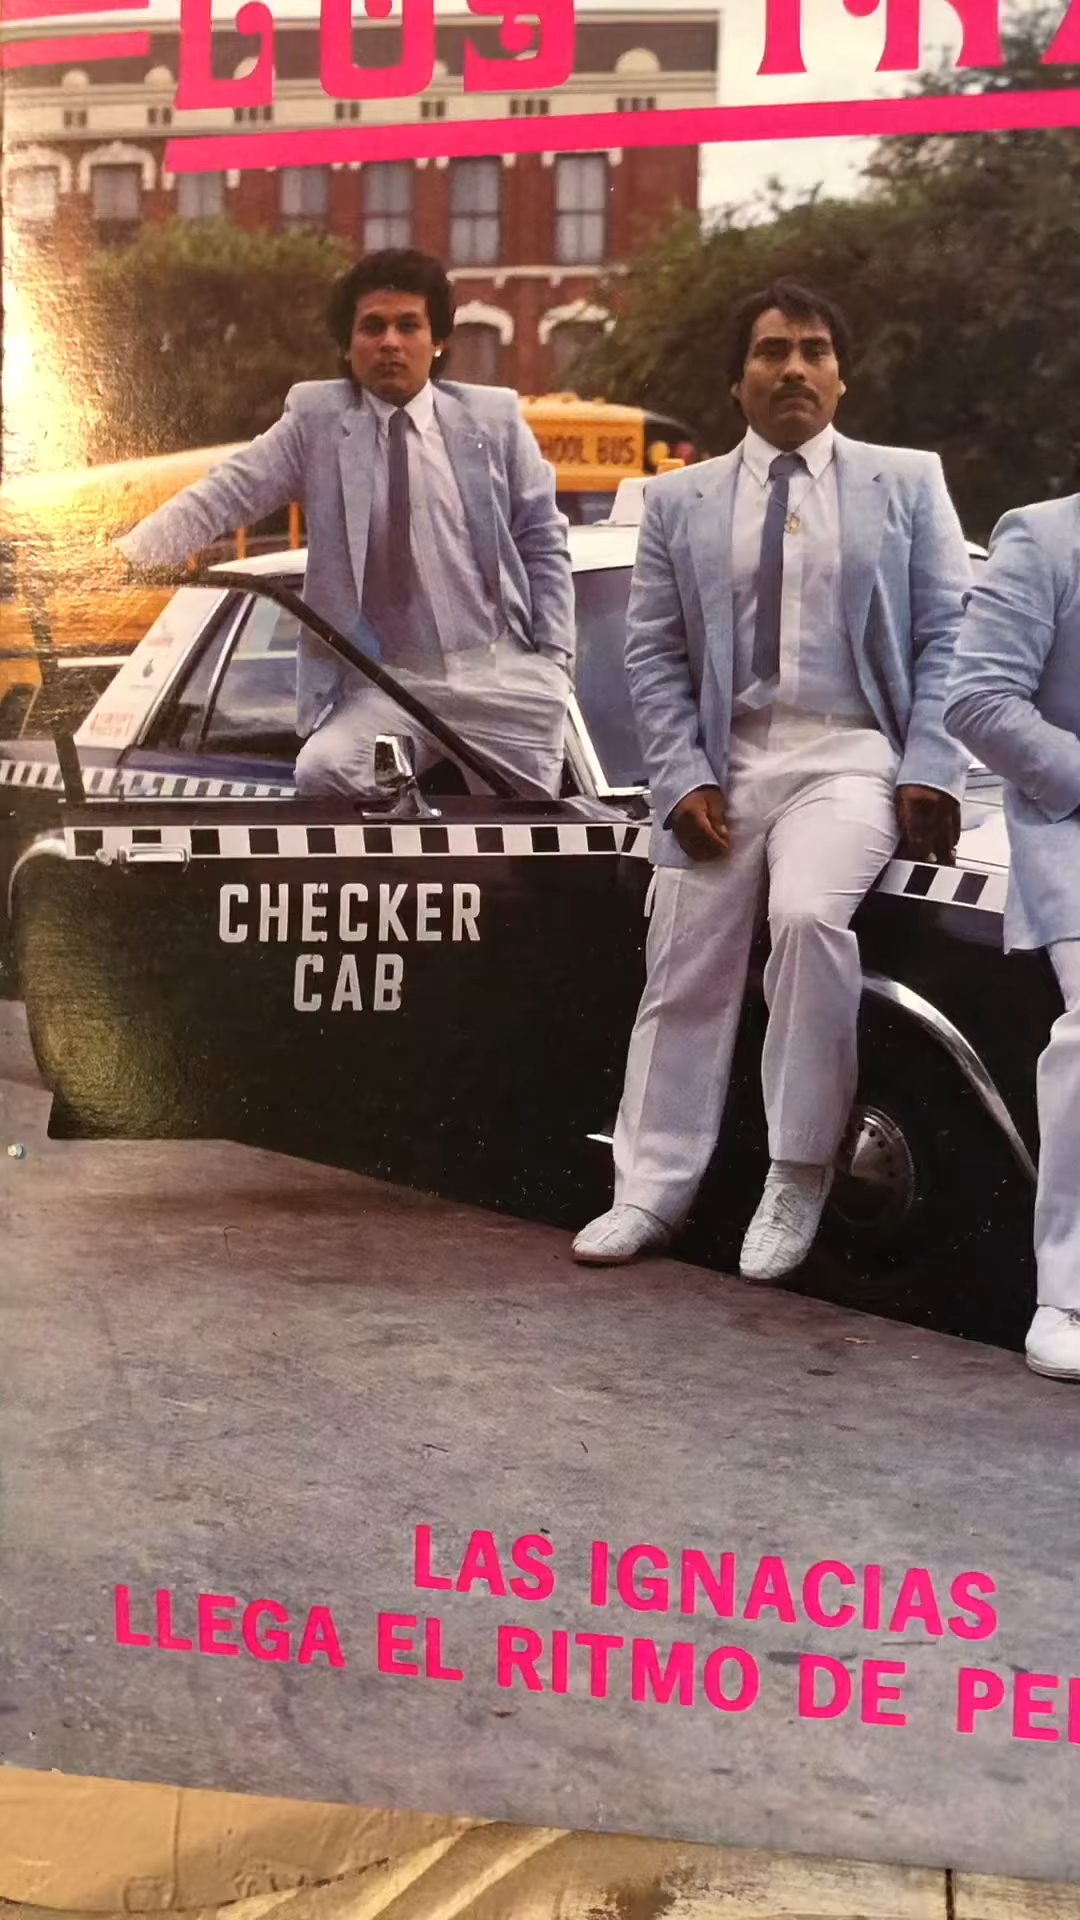 LOS
SCHOOL BUS
CHECKER
CAB
LAS IGNACIAS
LLEGA EL RITMO DE